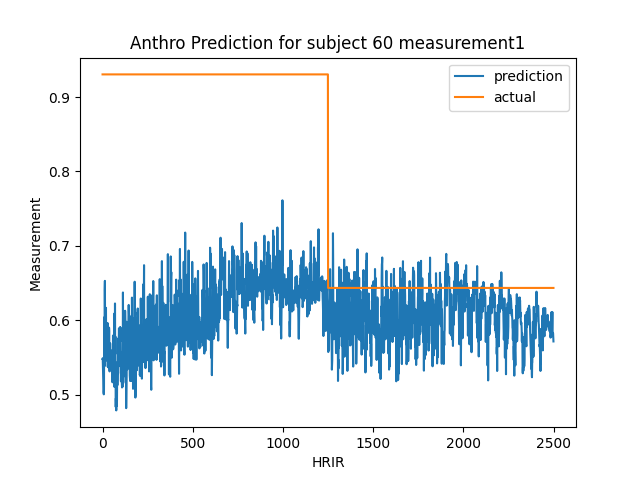 Anthro Prediction for subject 60 measurement1
prediction
actual
Measurement
0.9
0.8
0.7
0.6
0.5
0
500
1000
1500
2000
2500
HRIR